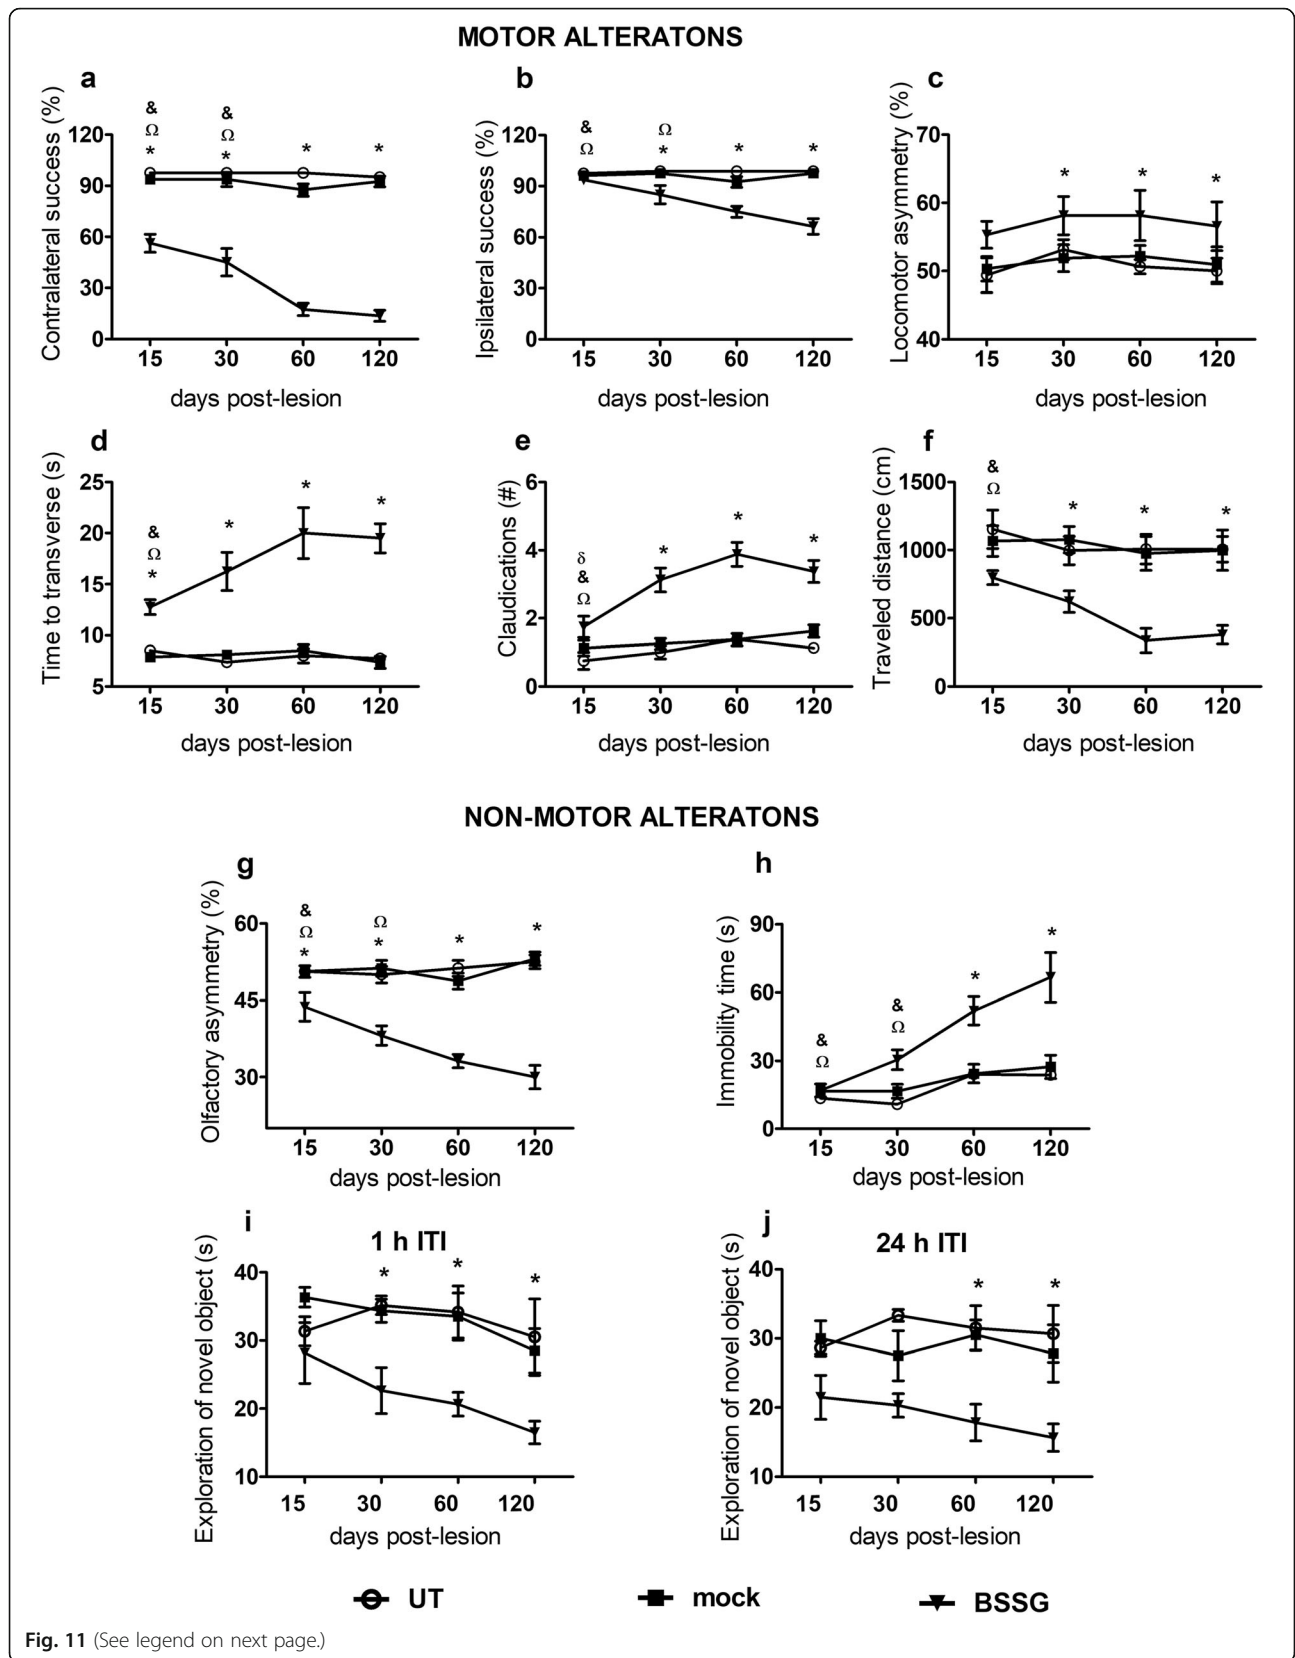 MOTOR ALTERATONS
a
Contralateral success (%)
& &
Ω Ω
* * * *
120
90
60
30
0
15 30 60 120
days post-lesion
b
Ipsilateral success (%)
& Ω
Ω * * *
120
90
60
30
0
15 30 60 120
days post-lesion
c
Locomotor asymmetry (%)
* * *
70
60
50
40
15 30 60 120
days post-lesion
d
Time to transverse (s)
&
Ω
* * * *
25
20
15
10
5
15 30 60 120
days post-lesion
e
Claudications (#)
δ
&
Ω
* * *
6
4
2
0
15 30 60 120
days post-lesion
f
Traveled distance (cm)
&
Ω
* * *
1500
1000
500
0
15 30 60 120
days post-lesion
NON-MOTOR ALTERATONS
g
Olfactory asymmetry (%)
&
Ω Ω
* * * *
60
45
30
15 30 60 120
days post-lesion
h
Immobility time (s)
& &
Ω Ω
* *
90
60
30
0
15 30 60 120
days post-lesion
i
1 h ITI
Exploration of novel object (s)
* * *
40
30
20
10
15 30 60 120
days post-lesion
j
24 h ITI
Exploration of novel object (s)
* *
40
30
20
10
15 30 60 120
days post-lesion
UT mock BSSG
Fig. 11 (See legend on next page.)